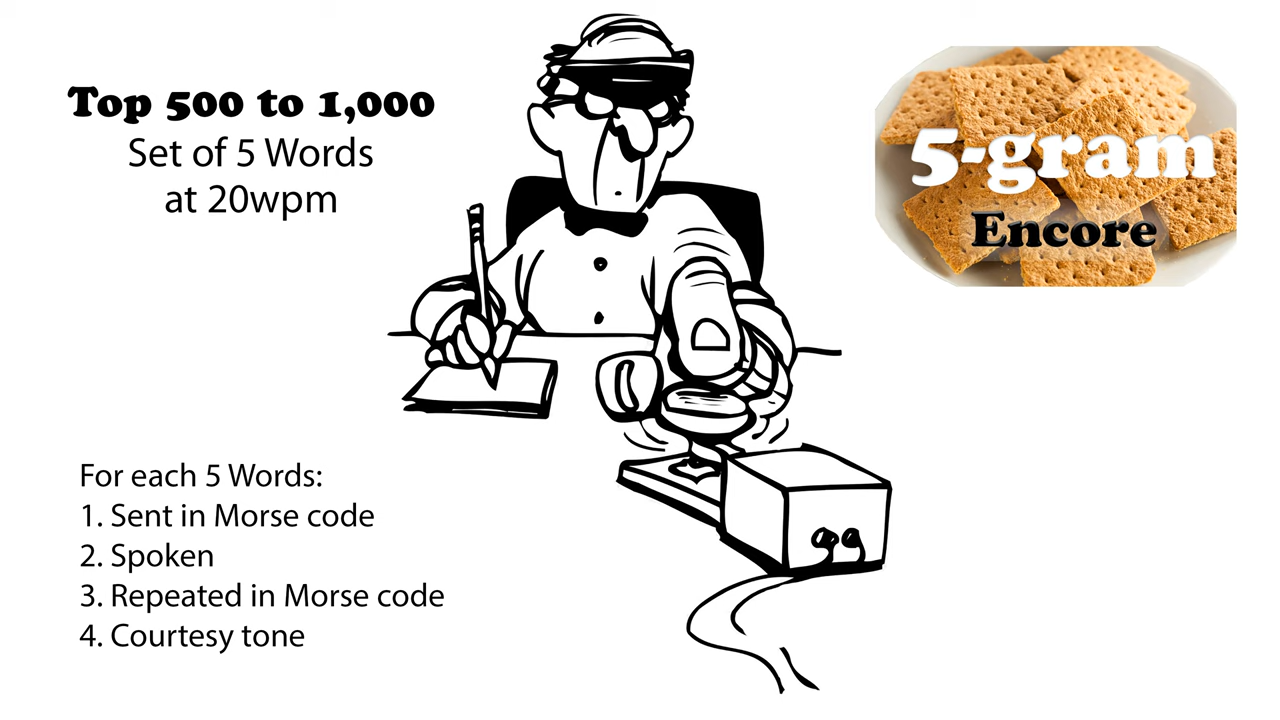 Top 500 to 1,000
Set of 5 Words
at 20wpm
5-gram
Encore
For each 5 Words:
1. Sent in Morse code
2. Spoken
3. Repeated in Morse code
4. Courtesy tone